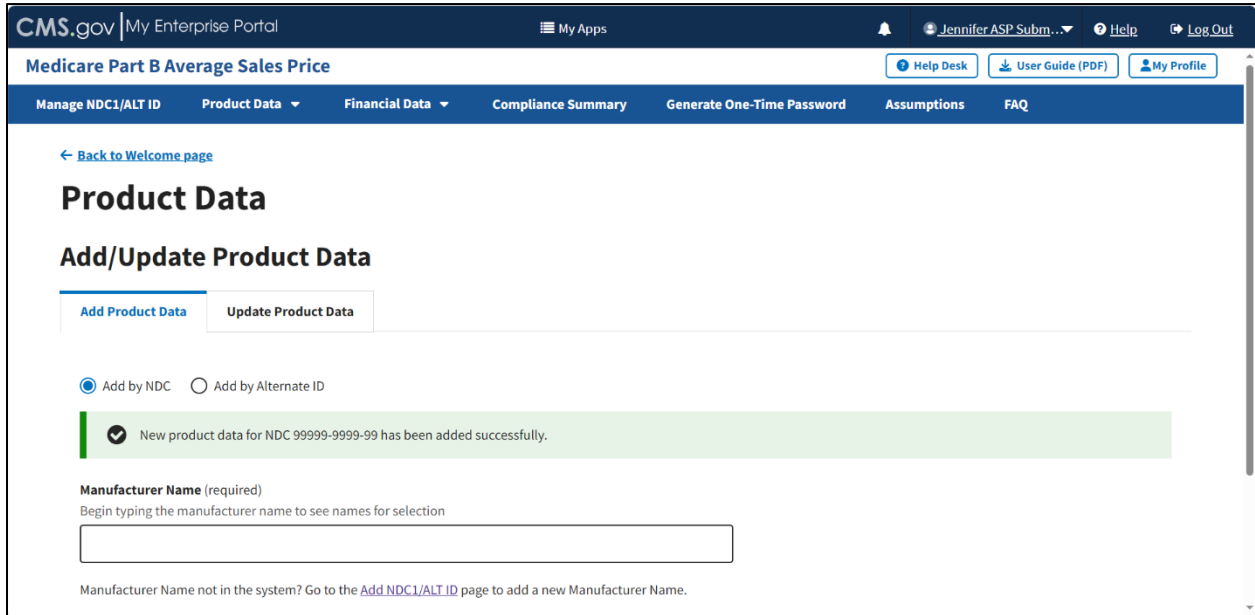 CMS.gov My Enterprise Portal My Apps Jennifer ASP Subm... Help Log Out
Medicare Part B Average Sales Price Help Desk User Guide (PDF) My Profile
Manage NDC1/ALT ID Product Data Financial Data Compliance Summary Generate One-Time Password Assumptions FAQ
Back to Welcome page
Product Data
Add/Update Product Data
Add Product Data Update Product Data
Add by NDC Add by Alternate ID
New product data for NDC 99999-9999-99 has been added successfully.
Manufacturer Name (required)
Begin typing the manufacturer name to see names for selection
Manufacturer Name not in the system? Go to the Add NDC1/ALT ID page to add a new Manufacturer Name.